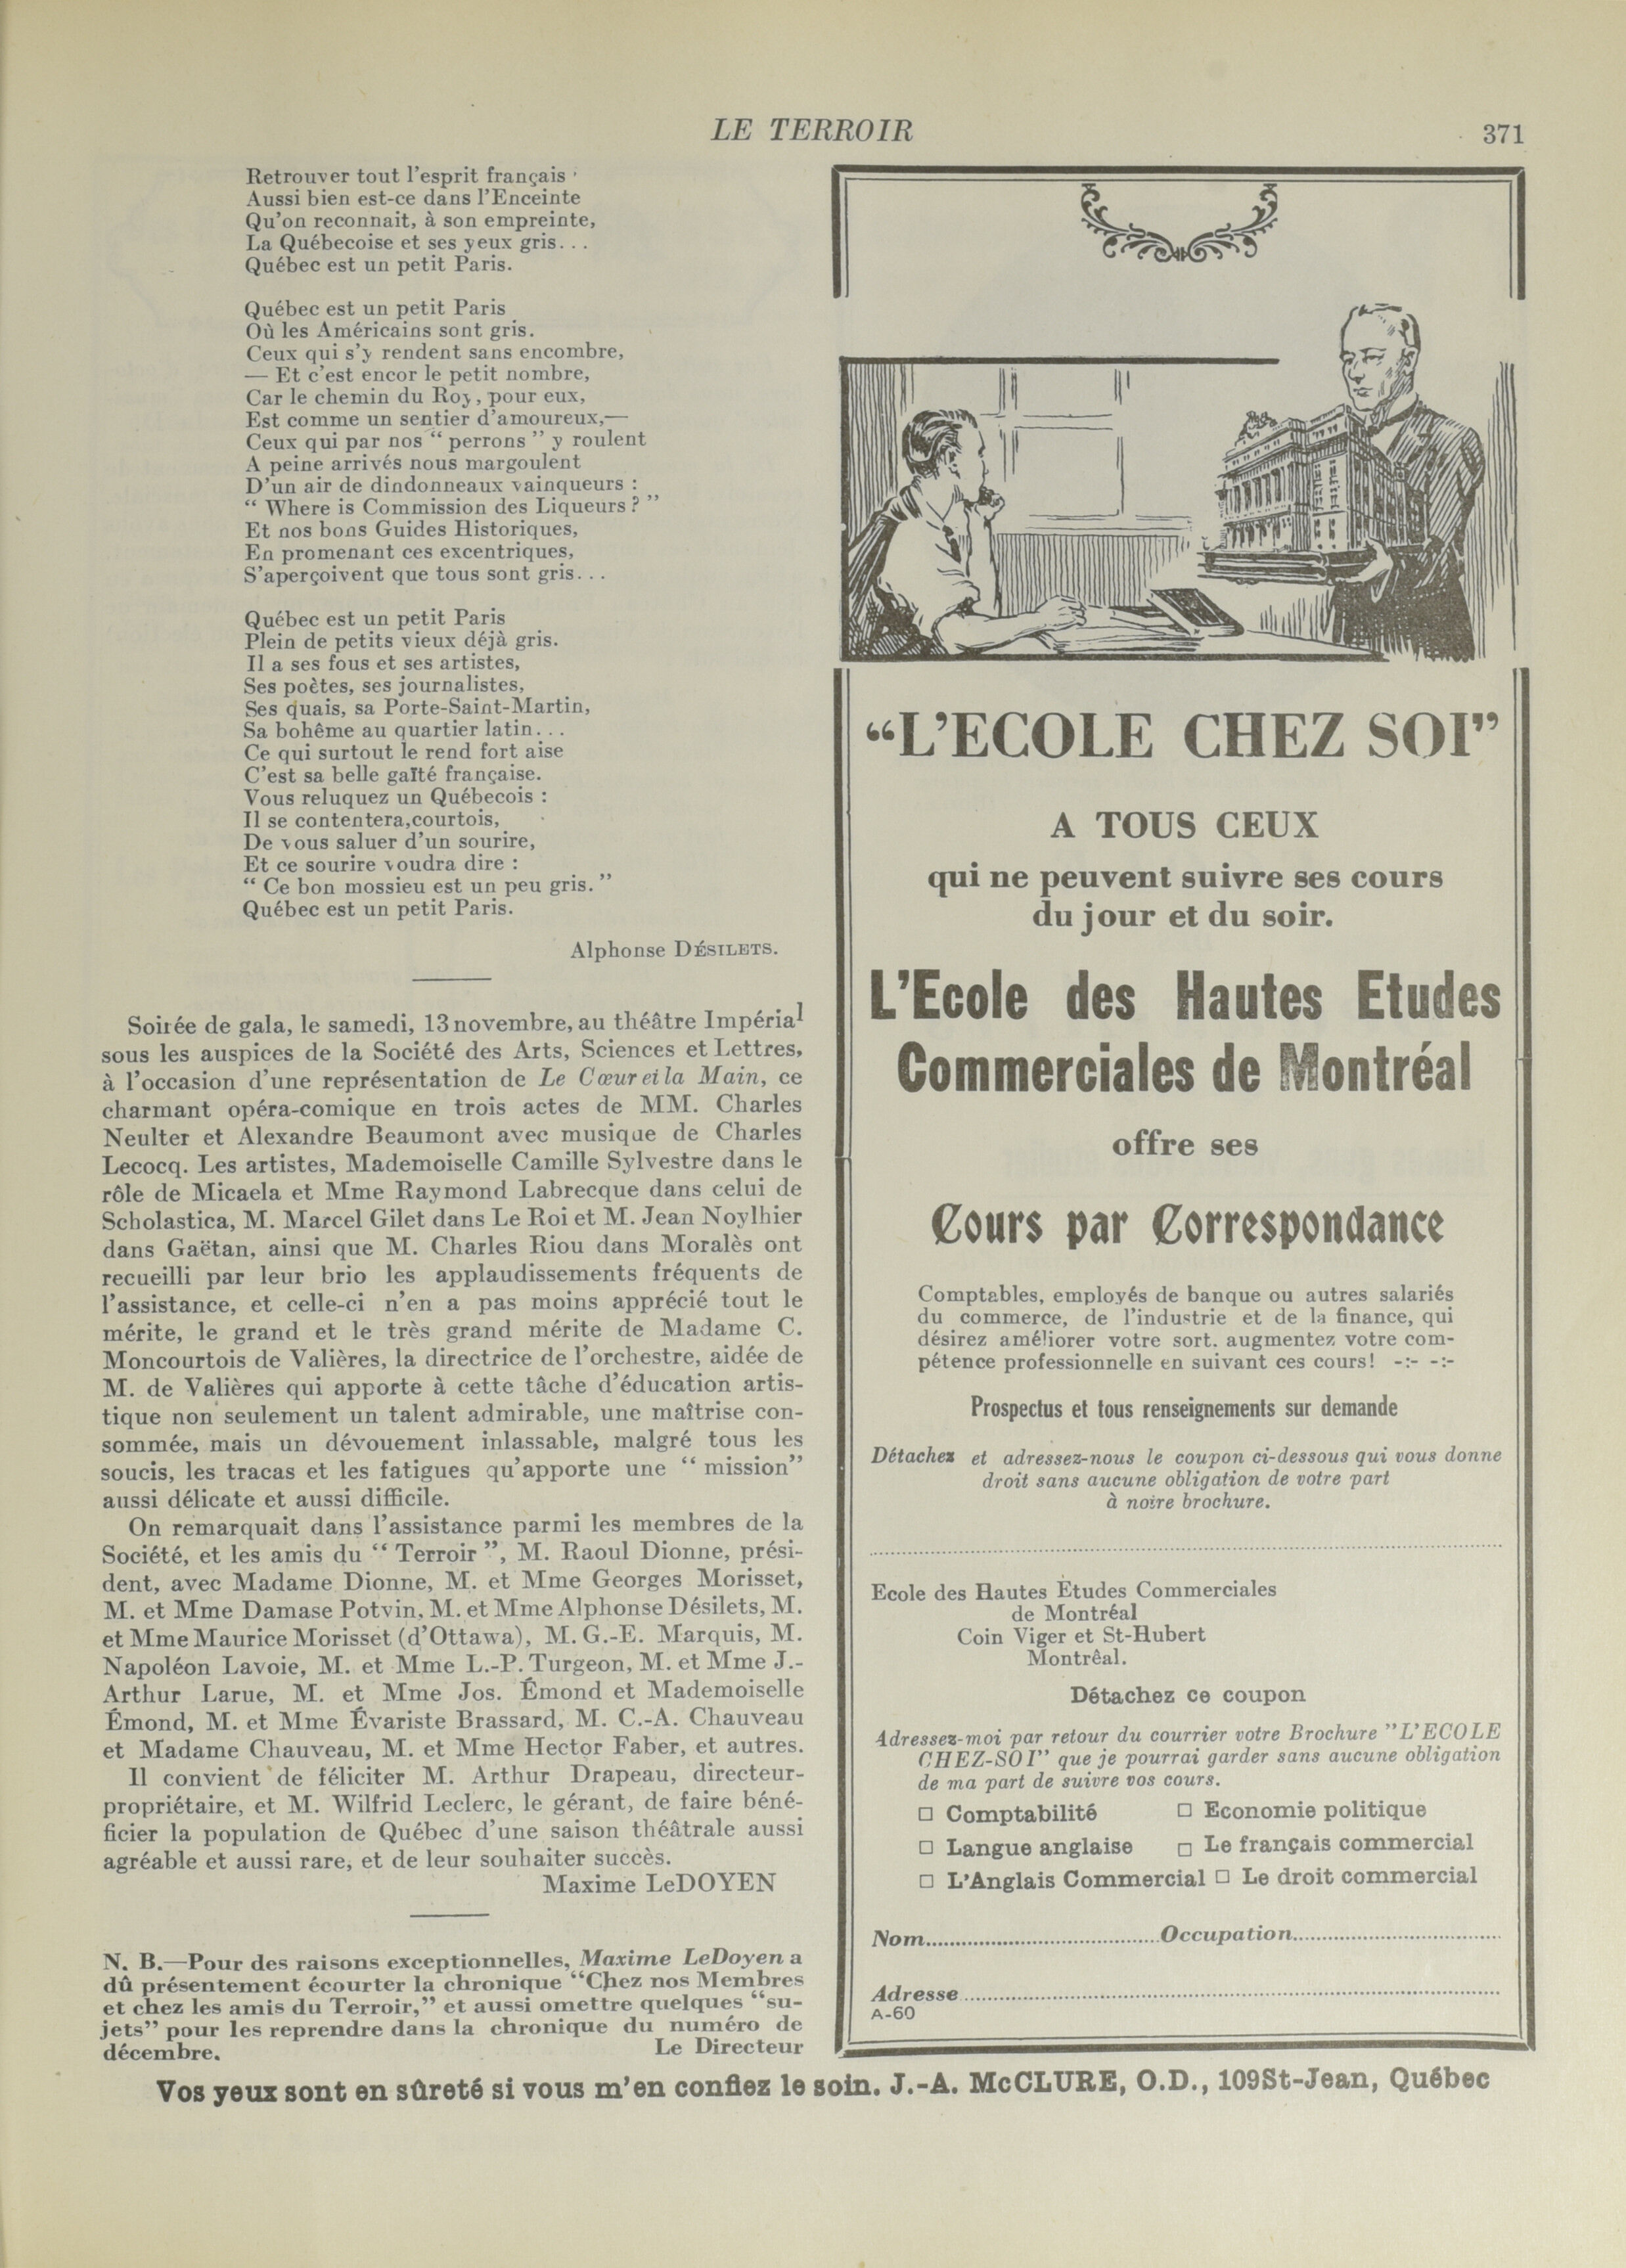 LE TERROIR
371
Retrouver tout l'esprit français
Aussi bien est-ce dans l'Enceinte
Qu'on reconnait, à son empreinte,
La Québecoise et ses yeux gris...
Québec est un petit Paris.
Québec est un petit Paris
Où les Américains sont gris.
Ceux qui s'y rendent sans encombre,
— Et c'est encor le petit nombre,
Car le chemin du Roy, pour eux,
Est comme un sentier d'amoureux,—
Ceux qui par nos “ perrons ” y roulent
A peine arrivés nous margoulent
D'un air de dindonneaux vainqueurs :
“ Where is Commission des Liqueurs ? ”
Et nos bons Guides Historiques,
En promenant ces excentriques,
S'aperçoivent que tous sont gris...
Québec est un petit Paris
Plein de petits vieux déjà gris.
Il a ses fous et ses artistes,
Ses poètes, ses journalistes,
Ses quais, sa Porte-Saint-Martin,
Sa bohême au quartier latin...
Ce qui surtout le rend fort aise
C'est sa belle gaîté française.
Vous reluquez un Québecois :
Il se contentera,courtois,
De vous saluer d'un sourire,
Et ce sourire voudra dire :
“ Ce bon mossieu est un peu gris. ”
Québec est un petit Paris.
Alphonse DÉSILETS.
Soirée de gala, le samedi, 13 novembre, au théâtre Impérial
sous les auspices de la Société des Arts, Sciences et Lettres,
à l'occasion d'une représentation de Le Cœur et la Main, ce
charmant opéra-comique en trois actes de MM. Charles
Neulter et Alexandre Beaumont avec musique de Charles
Lecocq. Les artistes, Mademoiselle Camille Sylvestre dans le
rôle de Micaela et Mme Raymond Labrecque dans celui de
Scholastica, M. Marcel Gilet dans Le Roi et M. Jean Noylhier
dans Gaëtan, ainsi que M. Charles Riou dans Moralès ont
recueilli par leur brio les applaudissements fréquents de
l'assistance, et celle-ci n'en a pas moins apprécié tout le
mérite, le grand et le très grand mérite de Madame C.
Moncourtois de Valières, la directrice de l'orchestre, aidée de
M. de Valières qui apporte à cette tâche d'éducation artis-
tique non seulement un talent admirable, une maîtrise con-
sommée, mais un dévouement inlassable, malgré tous les
soucis, les tracas et les fatigues qu'apporte une “ mission”
aussi délicate et aussi difficile.
On remarquait dans l'assistance parmi les membres de la
Société, et les amis du “ Terroir ”, M. Raoul Dionne, prési-
dent, avec Madame Dionne, M. et Mme Georges Morisset,
M. et Mme Damase Potvin, M. et Mme Alphonse Désilets, M.
et Mme Maurice Morisset (d'Ottawa), M. G.-E. Marquis, M.
Napoléon Lavoie, M. et Mme L.-P. Turgeon, M. et Mme J.-
Arthur Larue, M. et Mme Jos. Émond et Mademoiselle
Émond, M. et Mme Évariste Brassard, M. C.-A. Chauveau
et Madame Chauveau, M. et Mme Hector Faber, et autres.
Il convient de féliciter M. Arthur Drapeau, directeur-
propriétaire, et M. Wilfrid Leclerc, le gérant, de faire béné-
ficier la population de Québec d'une saison théâtrale aussi
agréable et aussi rare, et de leur souhaiter succès.
Maxime LeDOYEN
N. B.—Pour des raisons exceptionnelles, Maxime LeDoyen a
dû présentement écourter la chronique “Chez nos Membres
et chez les amis du Terroir,” et aussi omettre quelques “su-
jets” pour les reprendre dans la chronique du numéro de
décembre. Le Directeur
“L'ECOLE CHEZ SOI”
A TOUS CEUX
qui ne peuvent suivre ses cours
du jour et du soir.
L'Ecole des Hautes Etudes
Commerciales de Montréal
offre ses
Cours par Correspondance
Comptables, employés de banque ou autres salariés
du commerce, de l'industrie et de la finance, qui
désirez améliorer votre sort. augmentez votre com-
pétence professionnelle en suivant ces cours! -:- -:-
Prospectus et tous renseignements sur demande
Détachez et adressez-nous le coupon ci-dessous qui vous donne
droit sans aucune obligation de votre part
à notre brochure.
Ecole des Hautes Études Commerciales
de Montréal
Coin Viger et St-Hubert
Montrêal.
Détachez ce coupon
Adressez-moi par retour du courrier votre Brochure "L'ECOLE
CHEZ-SOI" que je pourrai garder sans aucune obligation
de ma part de suivre vos cours.
□ Comptabilité □ Economie politique
□ Langue anglaise □ Le français commercial
□ L'Anglais Commercial □ Le droit commercial
Nom.......... Occupation..........
Adresse..........
A-60
Vos yeux sont en sûreté si vous m'en confiez le soin. J.-A. McCLURE, O.D., 109 St-Jean, Québec